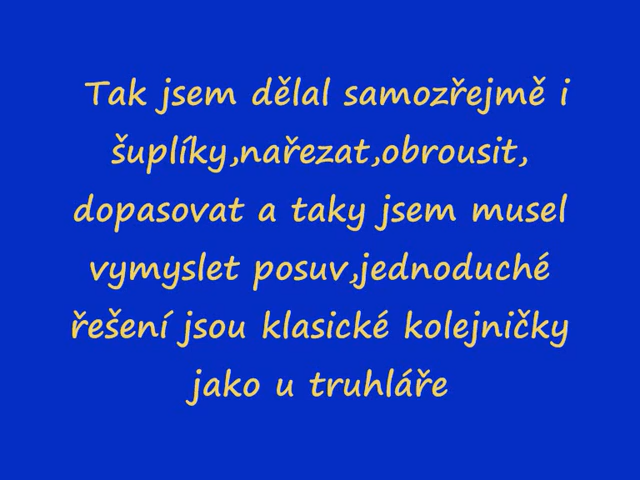 Tak jsem dělal samozřejmě i
šuplíky,nařezat,obrousit,
dopasovat a taky jsem musel
vymyslet posuv,jednoduché
řešení jsou klasické kolejničky
jako u truhláře